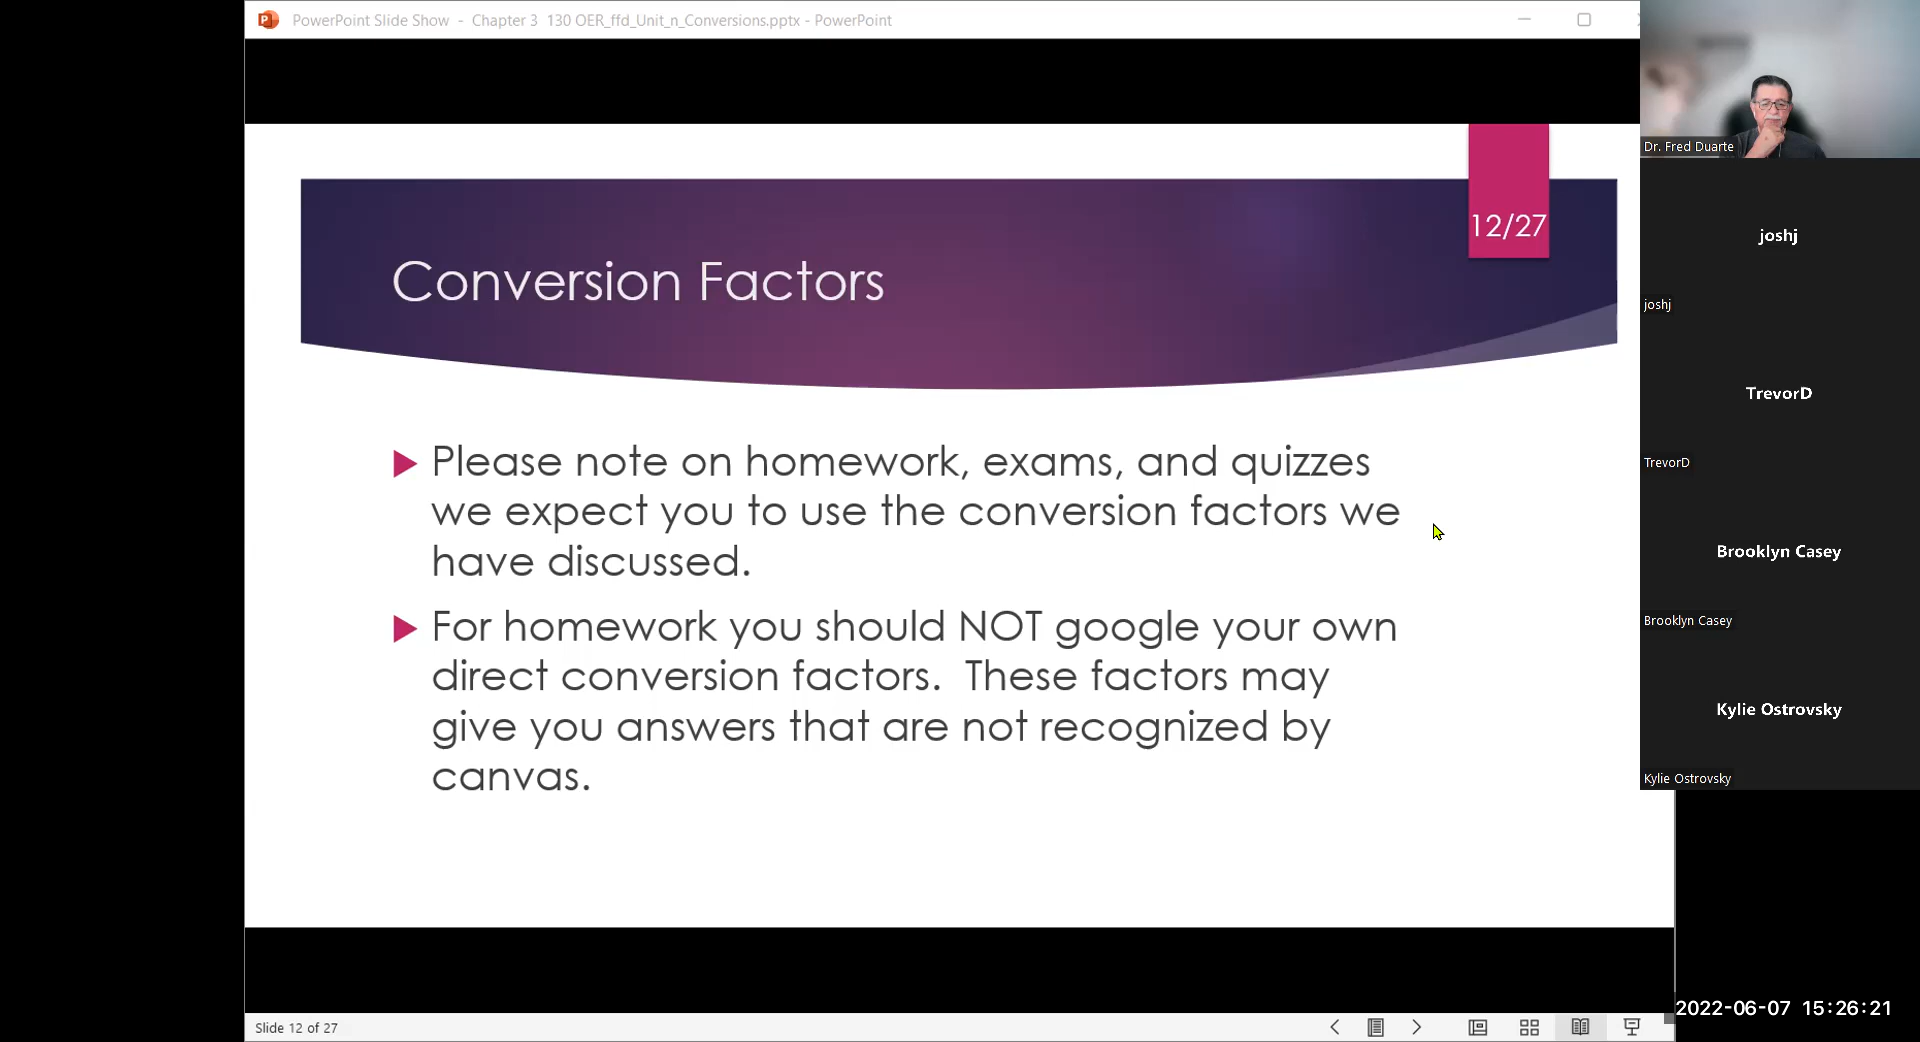 PowerPoint Slide Show - Chapter 3 130 OER_ffd_Unit_n_Conversions.pptx - PowerPoint
12/27
Conversion Factors
Please note on homework, exams, and quizzes
we expect you to use the conversion factors we
have discussed.
For homework you should NOT google your own
direct conversion factors. These factors may
give you answers that are not recognized by
canvas.
Slide 12 of 27
Dr. Fred Duarte
joshj
joshj
TrevorD
TrevorD
Brooklyn Casey
Brooklyn Casey
Kylie Ostrovsky
Kylie Ostrovsky
2022-06-07 15:26:21